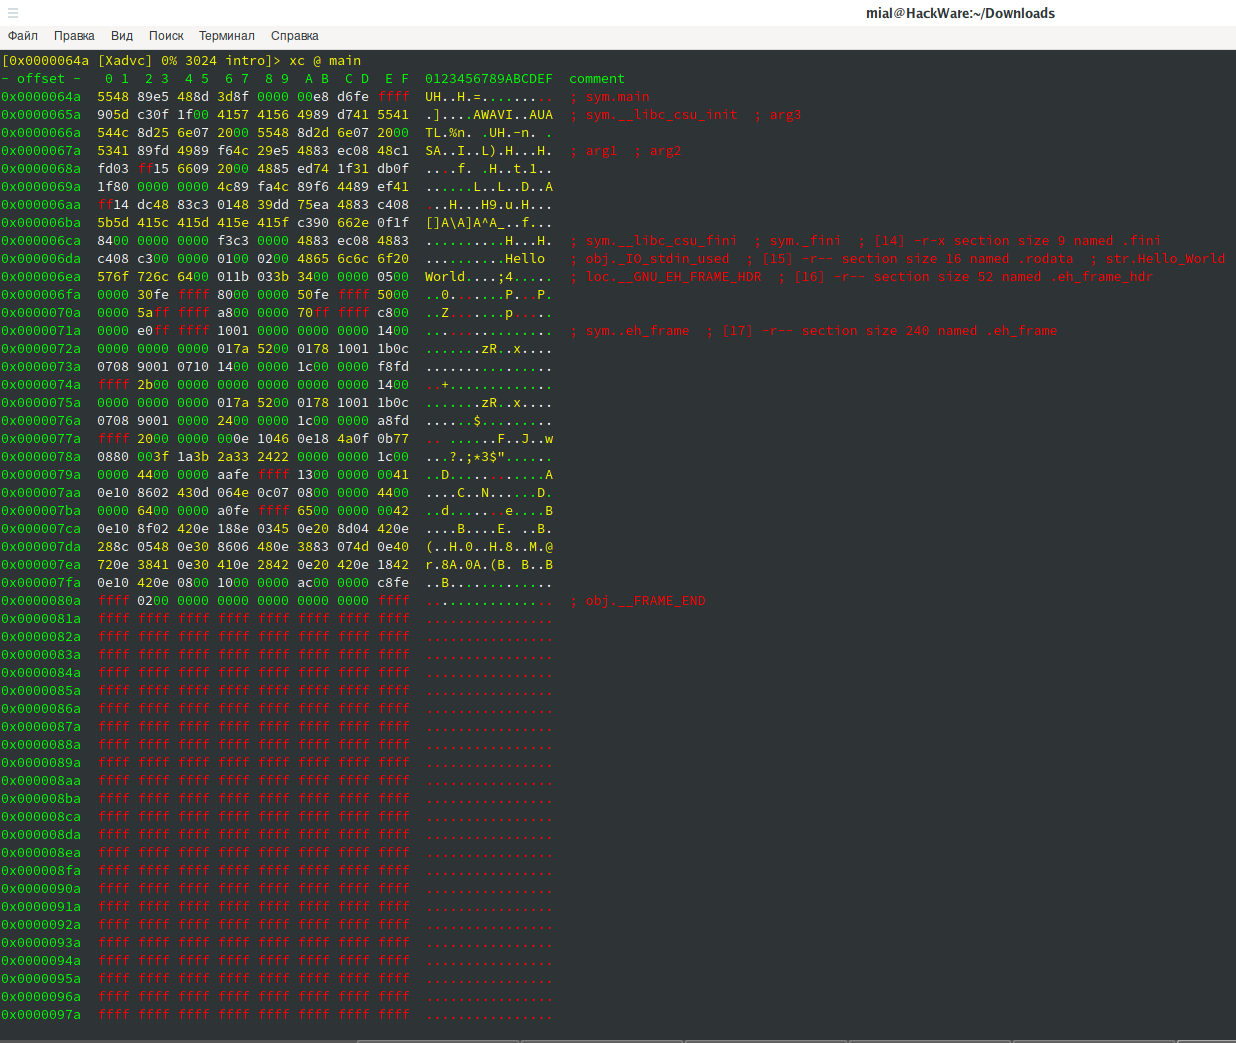 mial@HackWare:~/Downloads
Файл Правка Вид Поиск Терминал Справка
[0x0000064a [Xadvc] 0% 3024 intro]> xc @ main
- offset -   0 1  2 3  4 5  6 7  8 9  A B  C D  E F  0123456789ABCDEF  comment
0x0000064a  5548 89e5 488d 3d8f 0000 00e8 d6fe ffff  UH..H.=.........  ; sym.main
0x0000065a  905d c30f 1f00 4157 4156 4989 d741 5541  .]....AWAVI..AUA  ; sym.__libc_csu_init  ; arg3
0x0000066a  544c 8d25 6e07 2000 5548 8d2d 6e07 2000  TL.%n. .UH.-n. .
0x0000067a  5341 89fd 4989 f64c 29e5 4883 ec08 48c1  SA..I..L).H...H.  ; arg1  ; arg2
0x0000068a  fd03 ff15 6609 2000 4885 ed74 1f31 db0f  ....f. .H..t.1..
0x0000069a  1f80 0000 0000 4c89 fa4c 89f6 4489 ef41  ......L..L..D..A
0x000006aa  ff14 dc48 83c3 0148 39dd 75ea 4883 c408  ...H...H9.u.H...
0x000006ba  5b5d 415c 415d 415e 415f c390 662e 0f1f  []A\A]A^A_..f...
0x000006ca  8400 0000 0000 f3c3 0000 4883 ec08 4883  ..........H...H.  ; sym.__libc_csu_fini  ; sym._fini  ; [14] -r-x section size 9 named .fini
0x000006da  c408 c300 0000 0100 0200 4865 6c6c 6f20  ..........Hello   ; obj._IO_stdin_used  ; [15] -r-- section size 16 named .rodata  ; str.Hello_World
0x000006ea  576f 726c 6400 011b 033b 3400 0000 0500  World....;4.....  ; loc.__GNU_EH_FRAME_HDR  ; [16] -r-- section size 52 named .eh_frame_hdr
0x000006fa  0000 30fe ffff 8000 0000 50fe ffff 5000  ..0.......P...P.
0x0000070a  0000 5aff ffff a800 0000 70ff ffff c800  ..Z.......p.....
0x0000071a  0000 e0ff ffff 1001 0000 0000 0000 1400  ................  ; sym..eh_frame  ; [17] -r-- section size 240 named .eh_frame
0x0000072a  0000 0000 0000 017a 5200 0178 1001 1b0c  .......zR..x....
0x0000073a  0708 9001 0710 1400 0000 1c00 0000 f8fd  ................
0x0000074a  ffff 2b00 0000 0000 0000 0000 0000 1400  ..+.............
0x0000075a  0000 0000 0000 017a 5200 0178 1001 1b0c  .......zR..x....
0x0000076a  0708 9001 0000 2400 0000 1c00 0000 a8fd  ......$.........
0x0000077a  ffff 2000 0000 000e 1046 0e18 4a0f 0b77  .. ......F..J..w
0x0000078a  0880 003f 1a3b 2a33 2422 0000 0000 1c00  ...?.;*3$"......
0x0000079a  0000 4400 0000 aafe ffff 1300 0000 0041  ..D............A
0x000007aa  0e10 8602 430d 064e 0c07 0800 0000 4400  ....C..N......D.
0x000007ba  0000 6400 0000 a0fe ffff 6500 0000 0042  ..d.......e....B
0x000007ca  0e10 8f02 420e 188e 0345 0e20 8d04 420e  ....B....E. ..B.
0x000007da  288c 0548 0e30 8606 480e 3883 074d 0e40  (..H.0..H.8..M.@
0x000007ea  720e 3841 0e30 410e 2842 0e20 420e 1842  r.8A.0A.(B. B..B
0x000007fa  0e10 420e 0800 1000 0000 ac00 0000 c8fe  ..B.............
0x0000080a  ffff 0200 0000 0000 0000 0000 0000 ffff  ................  ; obj.__FRAME_END
0x0000081a  ffff ffff ffff ffff ffff ffff ffff ffff  ................
0x0000082a  ffff ffff ffff ffff ffff ffff ffff ffff  ................
0x0000083a  ffff ffff ffff ffff ffff ffff ffff ffff  ................
0x0000084a  ffff ffff ffff ffff ffff ffff ffff ffff  ................
0x0000085a  ffff ffff ffff ffff ffff ffff ffff ffff  ................
0x0000086a  ffff ffff ffff ffff ffff ffff ffff ffff  ................
0x0000087a  ffff ffff ffff ffff ffff ffff ffff ffff  ................
0x0000088a  ffff ffff ffff ffff ffff ffff ffff ffff  ................
0x0000089a  ffff ffff ffff ffff ffff ffff ffff ffff  ................
0x000008aa  ffff ffff ffff ffff ffff ffff ffff ffff  ................
0x000008ba  ffff ffff ffff ffff ffff ffff ffff ffff  ................
0x000008ca  ffff ffff ffff ffff ffff ffff ffff ffff  ................
0x000008da  ffff ffff ffff ffff ffff ffff ffff ffff  ................
0x000008ea  ffff ffff ffff ffff ffff ffff ffff ffff  ................
0x000008fa  ffff ffff ffff ffff ffff ffff ffff ffff  ................
0x0000090a  ffff ffff ffff ffff ffff ffff ffff ffff  ................
0x0000091a  ffff ffff ffff ffff ffff ffff ffff ffff  ................
0x0000092a  ffff ffff ffff ffff ffff ffff ffff ffff  ................
0x0000093a  ffff ffff ffff ffff ffff ffff ffff ffff  ................
0x0000094a  ffff ffff ffff ffff ffff ffff ffff ffff  ................
0x0000095a  ffff ffff ffff ffff ffff ffff ffff ffff  ................
0x0000096a  ffff ffff ffff ffff ffff ffff ffff ffff  ................
0x0000097a  ffff ffff ffff ffff ffff ffff ffff ffff  ................